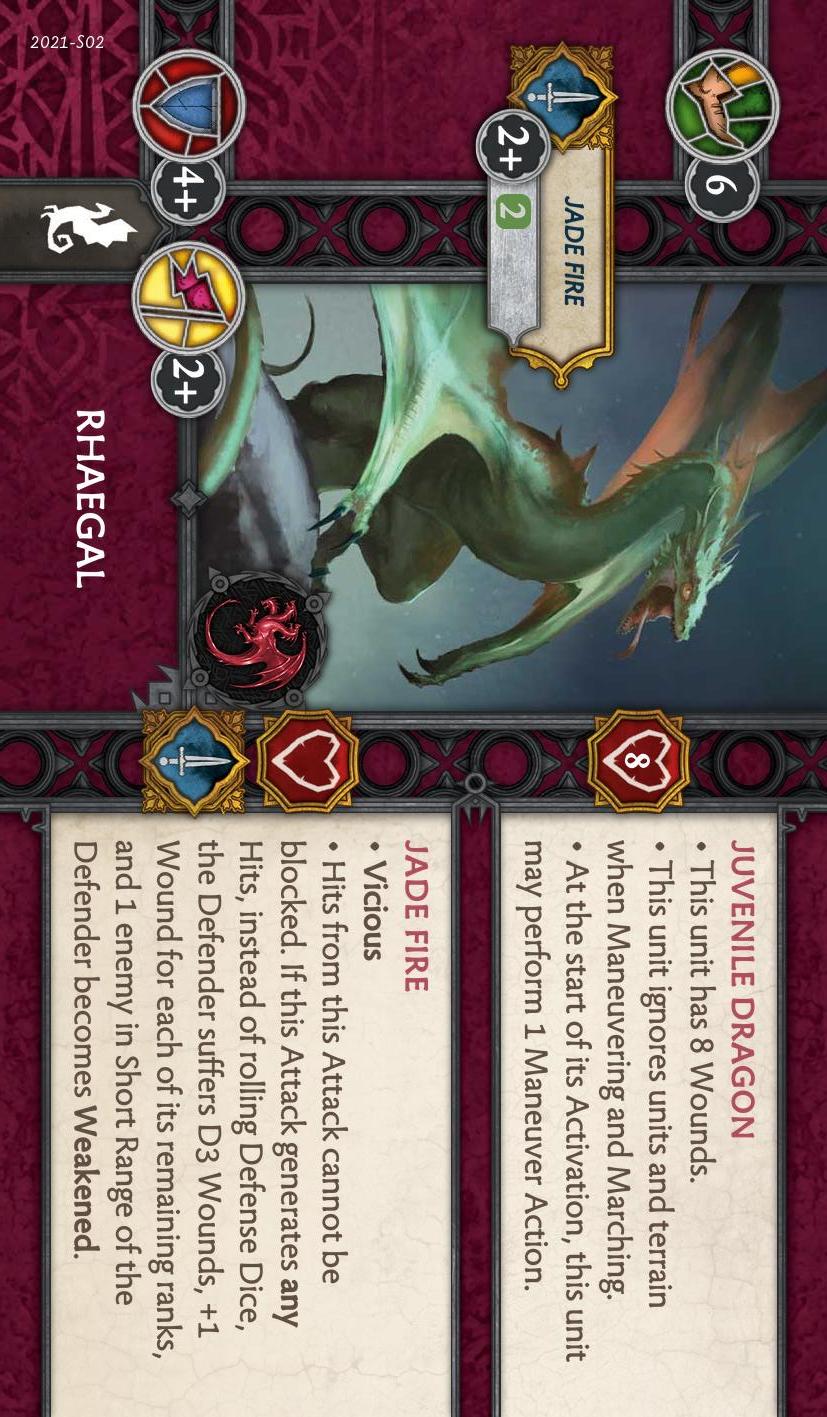 6
JADE FIRE
2+
2
4+
2+
RHAEGAL
2021-S02
8
JUVENILE DRAGON
• This unit has 8 Wounds.
• This unit ignores units and terrain
when Maneuvering and Marching.
• At the start of its Activation, this unit
may perform 1 Maneuver Action.
JADE FIRE
• Vicious
• Hits from this Attack cannot be
blocked. If this Attack generates any
Hits, instead of rolling Defense Dice,
the Defender suffers D3 Wounds, +1
Wound for each of its remaining ranks,
and 1 enemy in Short Range of the
Defender becomes Weakened.